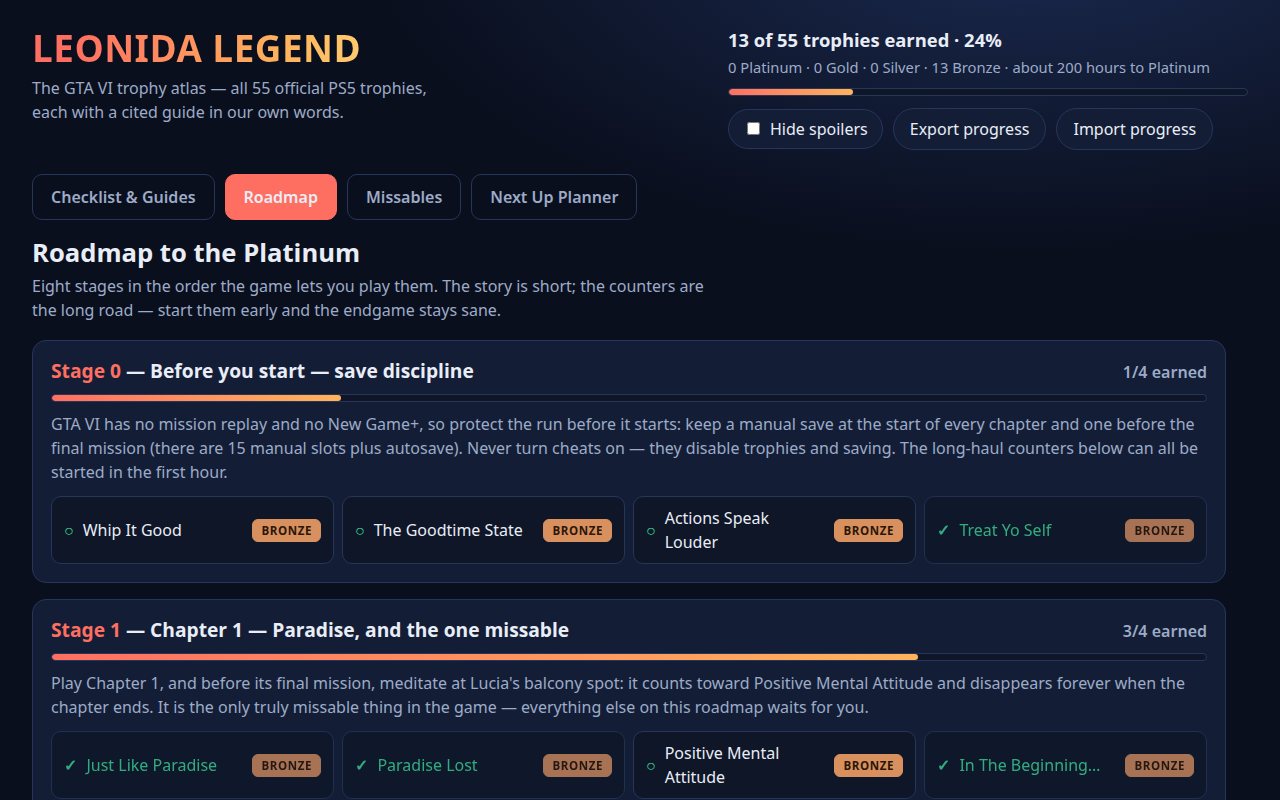 LEONIDA LEGEND
The GTA VI trophy atlas — all 55 official PS5 trophies,
each with a cited guide in our own words.
13 of 55 trophies earned · 24%
0 Platinum · 0 Gold · 0 Silver · 13 Bronze · about 200 hours to Platinum
Hide spoilers
Export progress
Import progress
Checklist & Guides
Roadmap
Missables
Next Up Planner
Roadmap to the Platinum
Eight stages in the order the game lets you play them. The story is short; the counters are
the long road — start them early and the endgame stays sane.
Stage 0 — Before you start — save discipline
1/4 earned
GTA VI has no mission replay and no New Game+, so protect the run before it starts: keep a manual save at the start of every chapter and one before the
final mission (there are 15 manual slots plus autosave). Never turn cheats on — they disable trophies and saving. The long-haul counters below can all be
started in the first hour.
○ Whip It Good BRONZE
○ The Goodtime State BRONZE
○ Actions Speak
Louder
BRONZE
✓ Treat Yo Self BRONZE
Stage 1 — Chapter 1 — Paradise, and the one missable
3/4 earned
Play Chapter 1, and before its final mission, meditate at Lucia's balcony spot: it counts toward Positive Mental Attitude and disappears forever when the
chapter ends. It is the only truly missable thing in the game — everything else on this roadmap waits for you.
✓ Just Like Paradise BRONZE
✓ Paradise Lost BRONZE
○ Positive Mental
Attitude
BRONZE
✓ In The Beginning... BRONZE